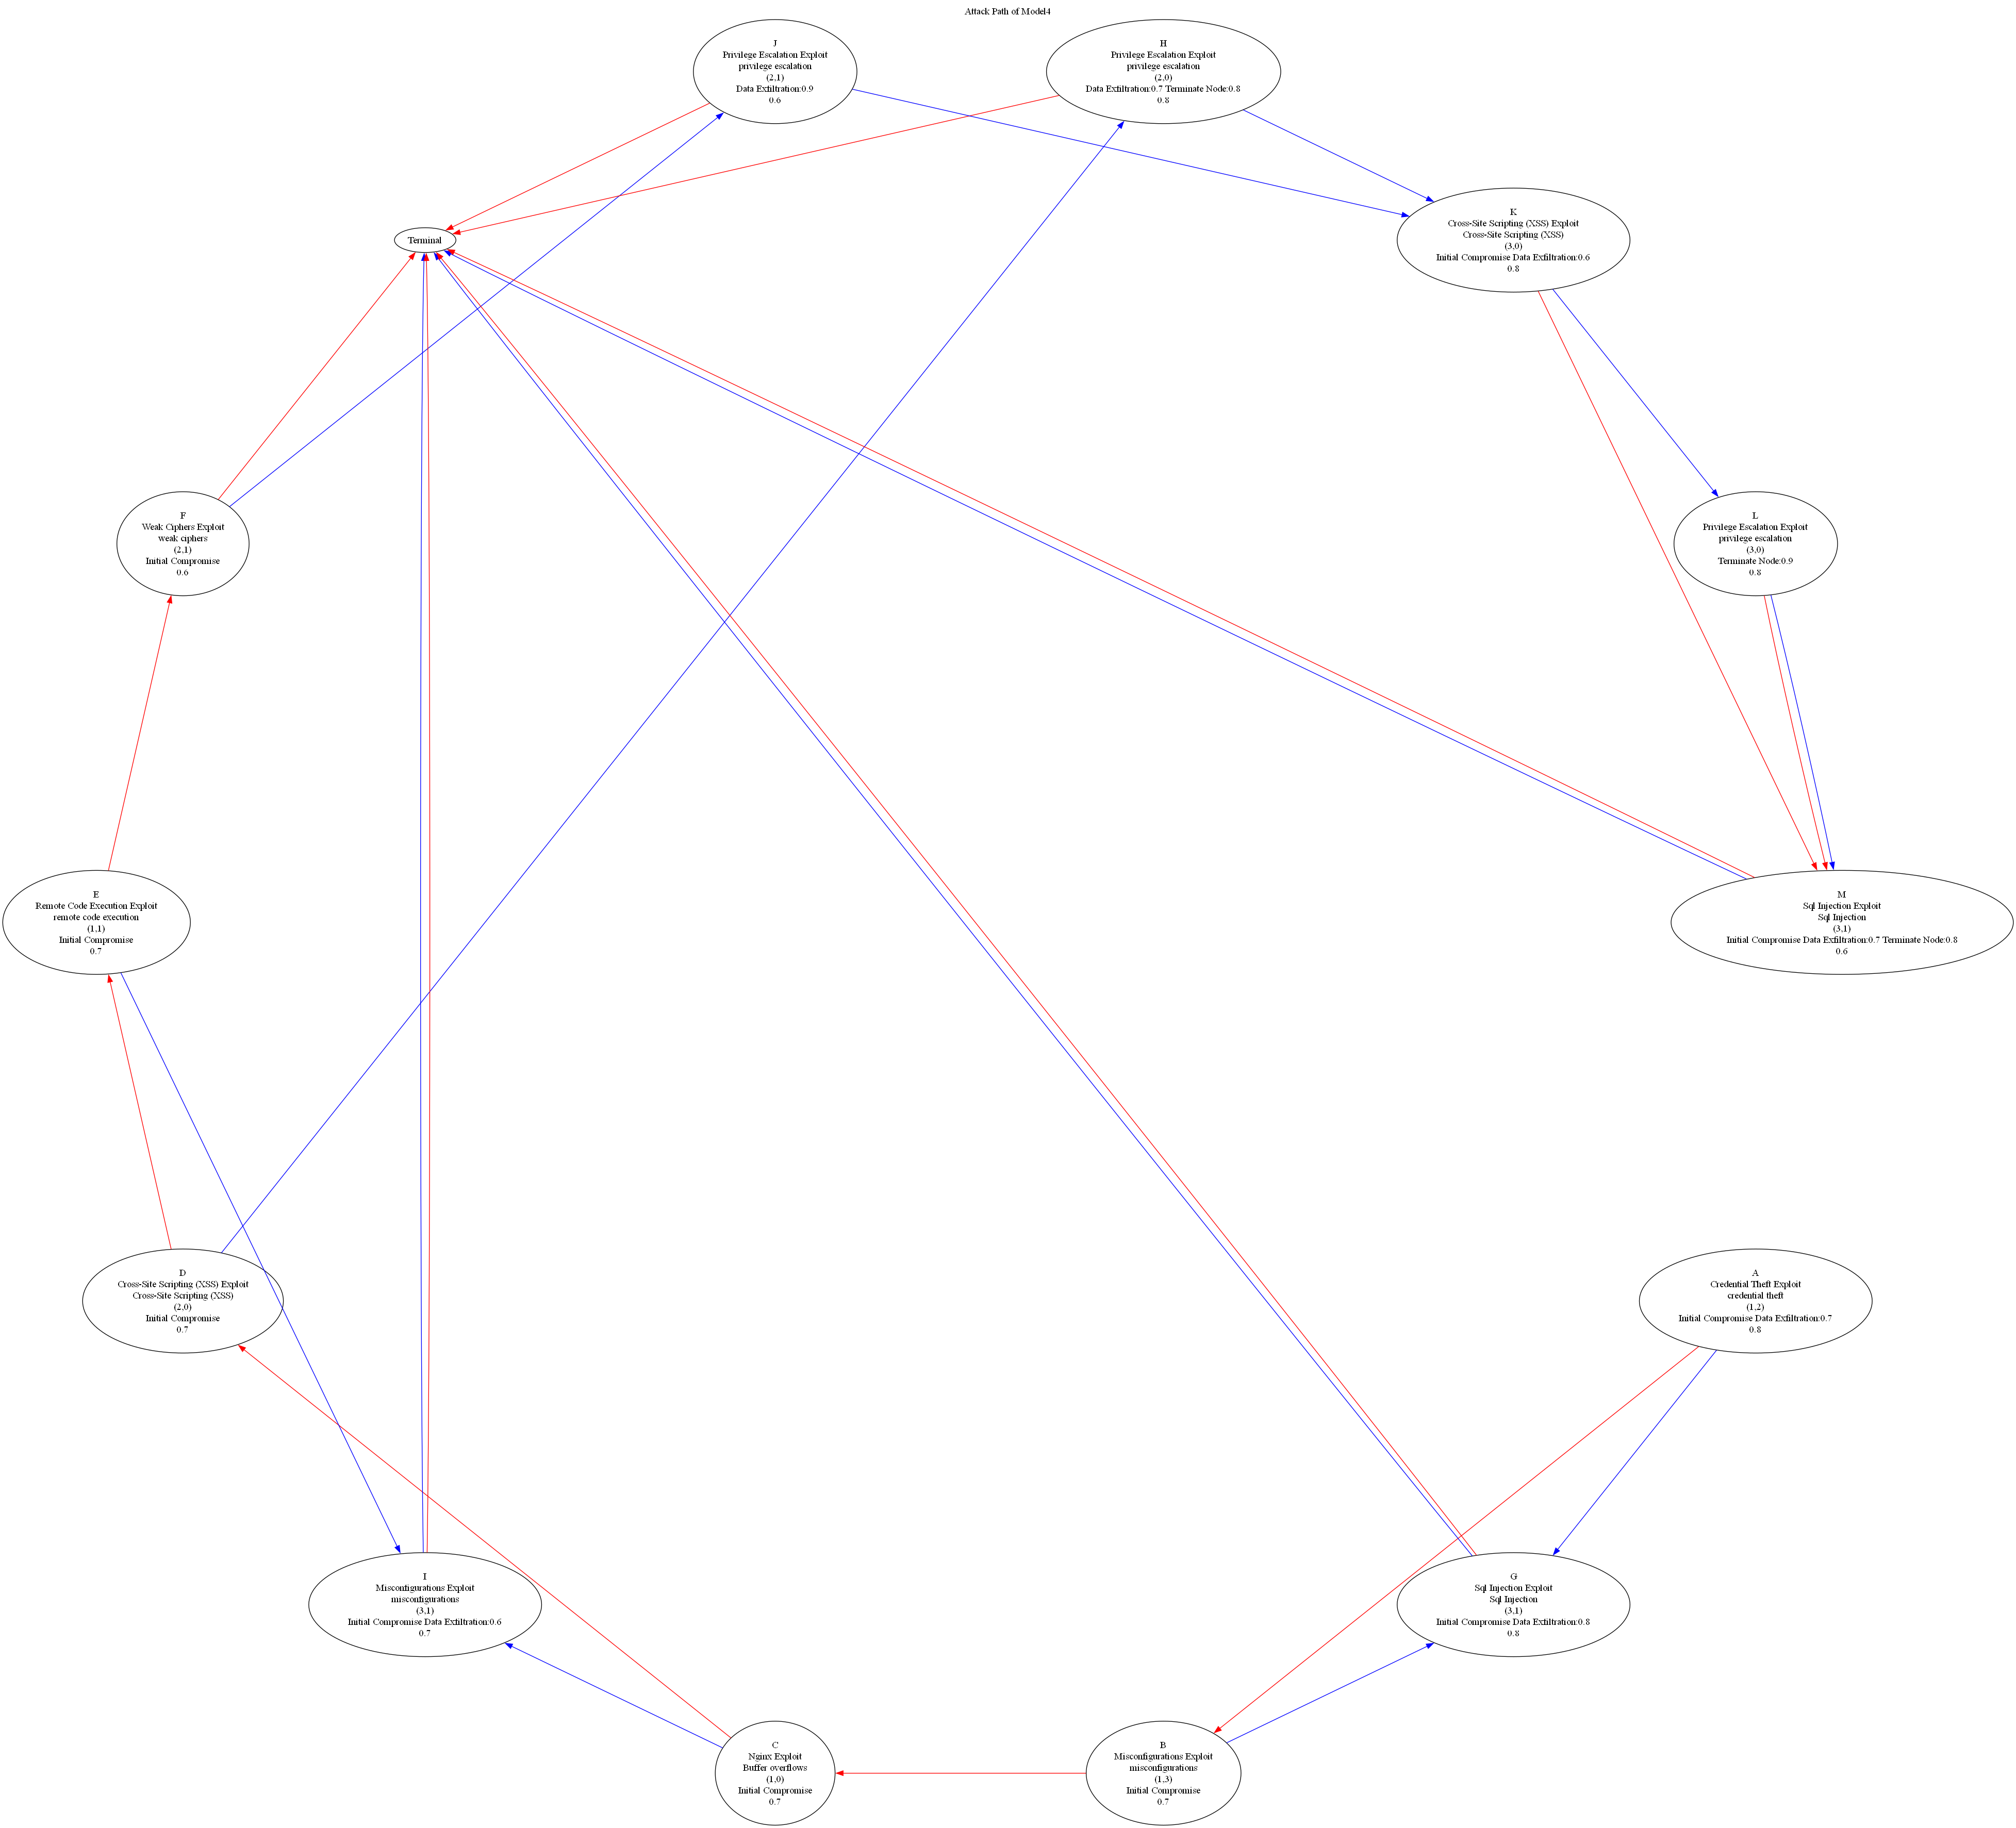 Attack Path of Model4
J
Privilege Escalation Exploit
privilege escalation
(2,1)
Data Exfiltration:0.9
0.6
H
Privilege Escalation Exploit
privilege escalation
(2,0)
Data Exfiltration:0.7 Terminate Node:0.8
0.8
K
Cross-Site Scripting (XSS) Exploit
Cross-Site Scripting (XSS)
(3,0)
Initial Compromise Data Exfiltration:0.6
0.8
Terminal
F
Weak Ciphers Exploit
weak ciphers
(2,1)
Initial Compromise
0.6
L
Privilege Escalation Exploit
privilege escalation
(3,0)
Terminate Node:0.9
0.8
E
Remote Code Execution Exploit
remote code execution
(1,1)
Initial Compromise
0.7
M
Sql Injection Exploit
Sql Injection
(3,1)
Initial Compromise Data Exfiltration:0.7 Terminate Node:0.8
0.6
D
Cross-Site Scripting (XSS) Exploit
Cross-Site Scripting (XSS)
(2,0)
Initial Compromise
0.7
A
Credential Theft Exploit
credential theft
(1,2)
Initial Compromise Data Exfiltration:0.7
0.8
I
Misconfigurations Exploit
misconfigurations
(3,1)
Initial Compromise Data Exfiltration:0.6
0.7
G
Sql Injection Exploit
Sql Injection
(3,1)
Initial Compromise Data Exfiltration:0.8
0.8
C
Nginx Exploit
Buffer overflows
(1,0)
Initial Compromise
0.7
B
Misconfigurations Exploit
misconfigurations
(1,3)
Initial Compromise
0.7